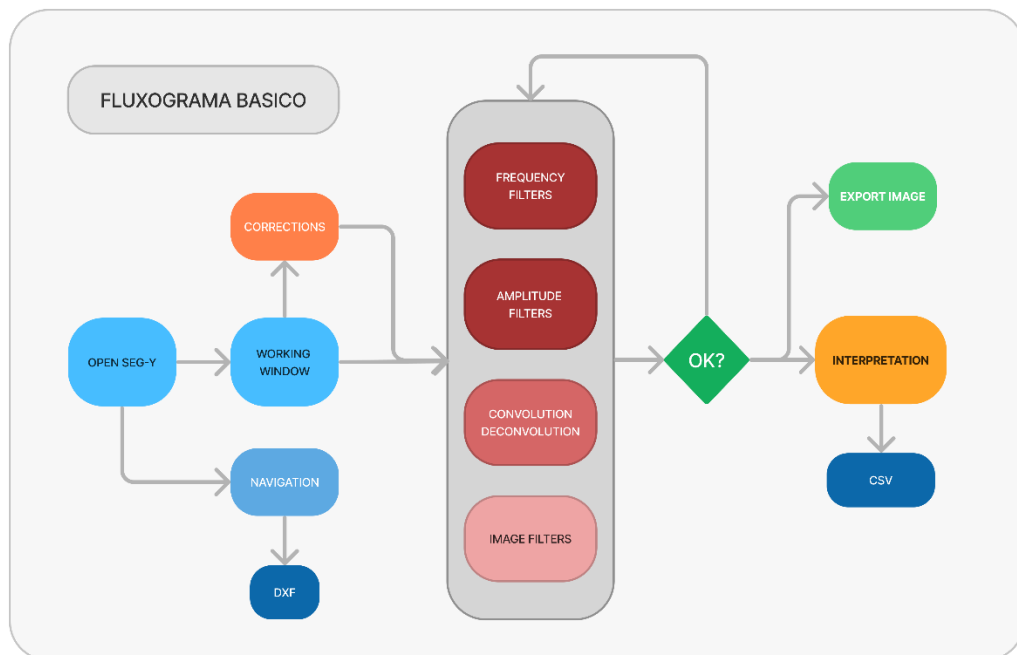 FLUXOGRAMA BASICO
OPEN SEG-Y
WORKING
WINDOW
CORRECTIONS
NAVIGATION
DXF
FREQUENCY
FILTERS
AMPLITUDE
FILTERS
CONVOLUTION
DECONVOLUTION
IMAGE FILTERS
OK?
EXPORT IMAGE
INTERPRETATION
CSV